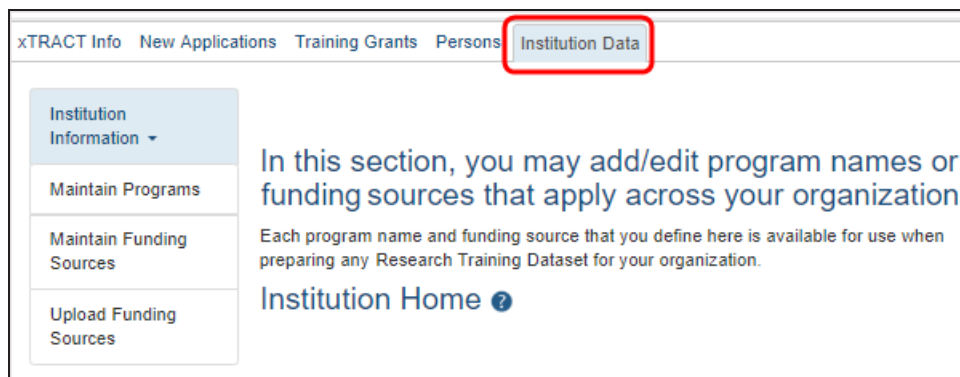 xTRACT Info New Applications Training Grants Persons Institution Data
Institution
Information
Maintain Programs
Maintain Funding
Sources
Upload Funding
Sources
In this section, you may add/edit program names or
funding sources that apply across your organization
Each program name and funding source that you define here is available for use when
preparing any Research Training Dataset for your organization.
Institution Home ?